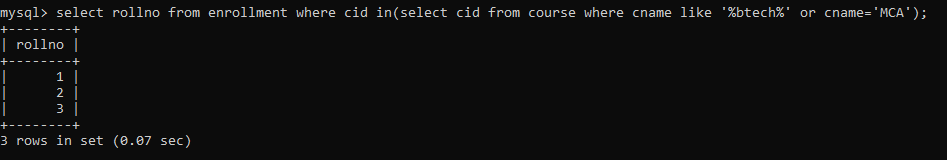 mysql> select rollno from enrollment where cid in(select cid from course where cname like '%btech%' or cname='MCA');
+--------+
| rollno |
+--------+
|      1 |
|      2 |
|      3 |
+--------+
3 rows in set (0.07 sec)